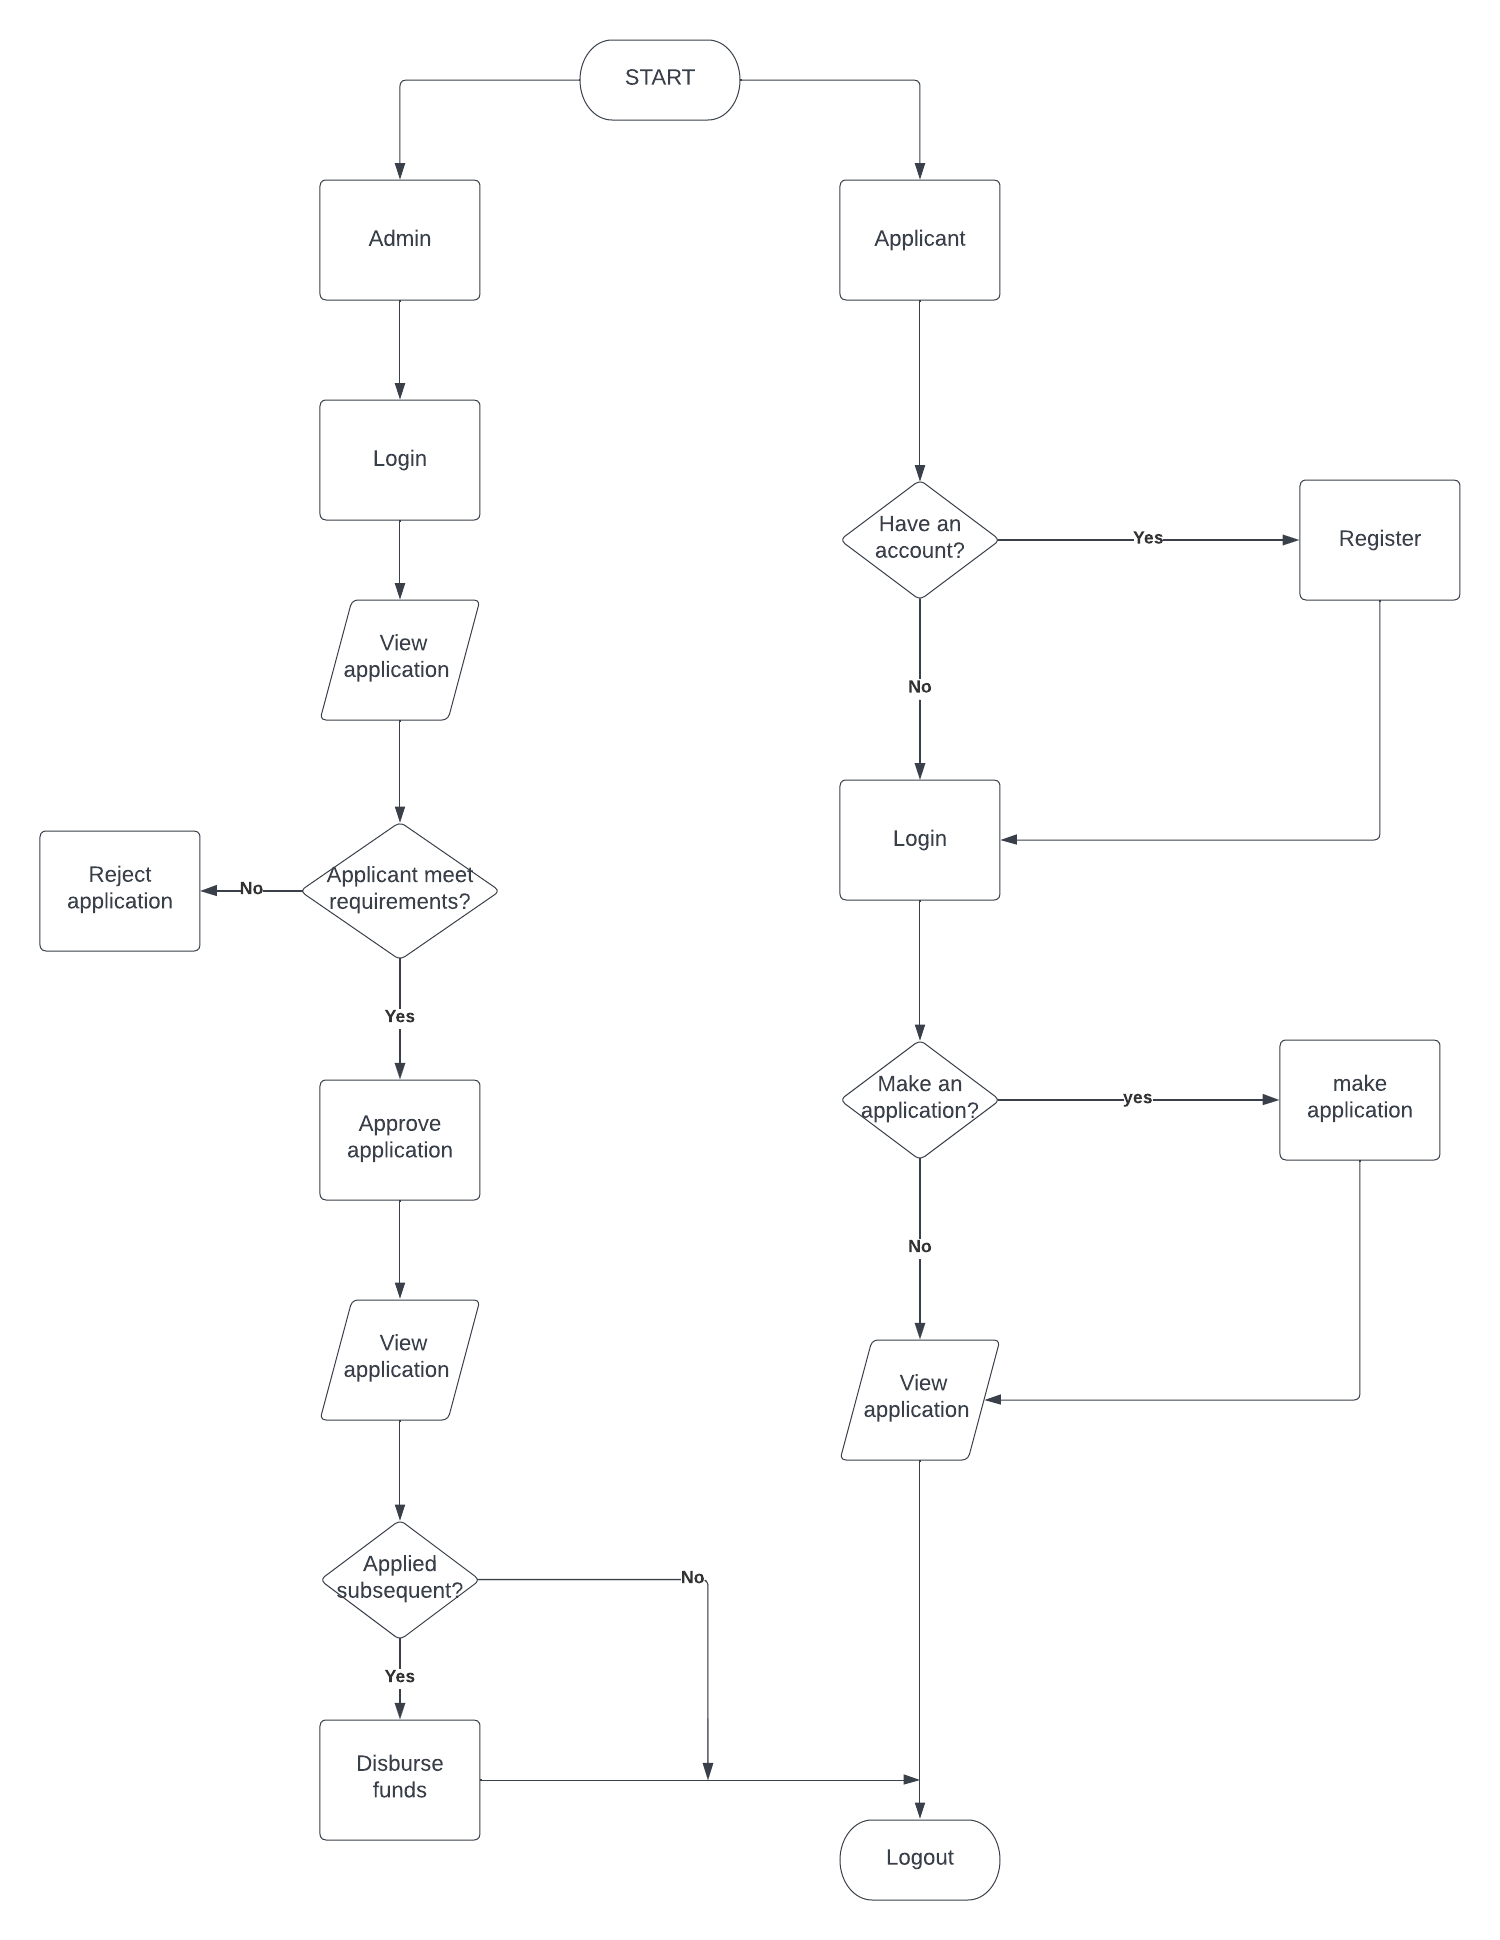 START
Admin
Applicant
Login
Have an
account?
Yes
Register
View
application
No
Login
Reject
application
No
Applicant meet
requirements?
Yes
Approve
application
Make an
application?
yes
make
application
No
View
application
View
application
Applied
subsequent?
No
Yes
Disburse
funds
Logout